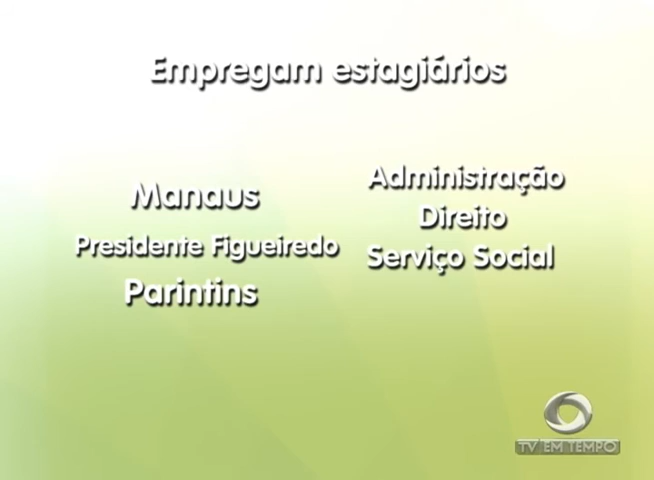 Empregam estagiários
Manaus
Presidente Figueiredo
Parintins
Administração
Direito
Serviço Social
TV EM TEMPO